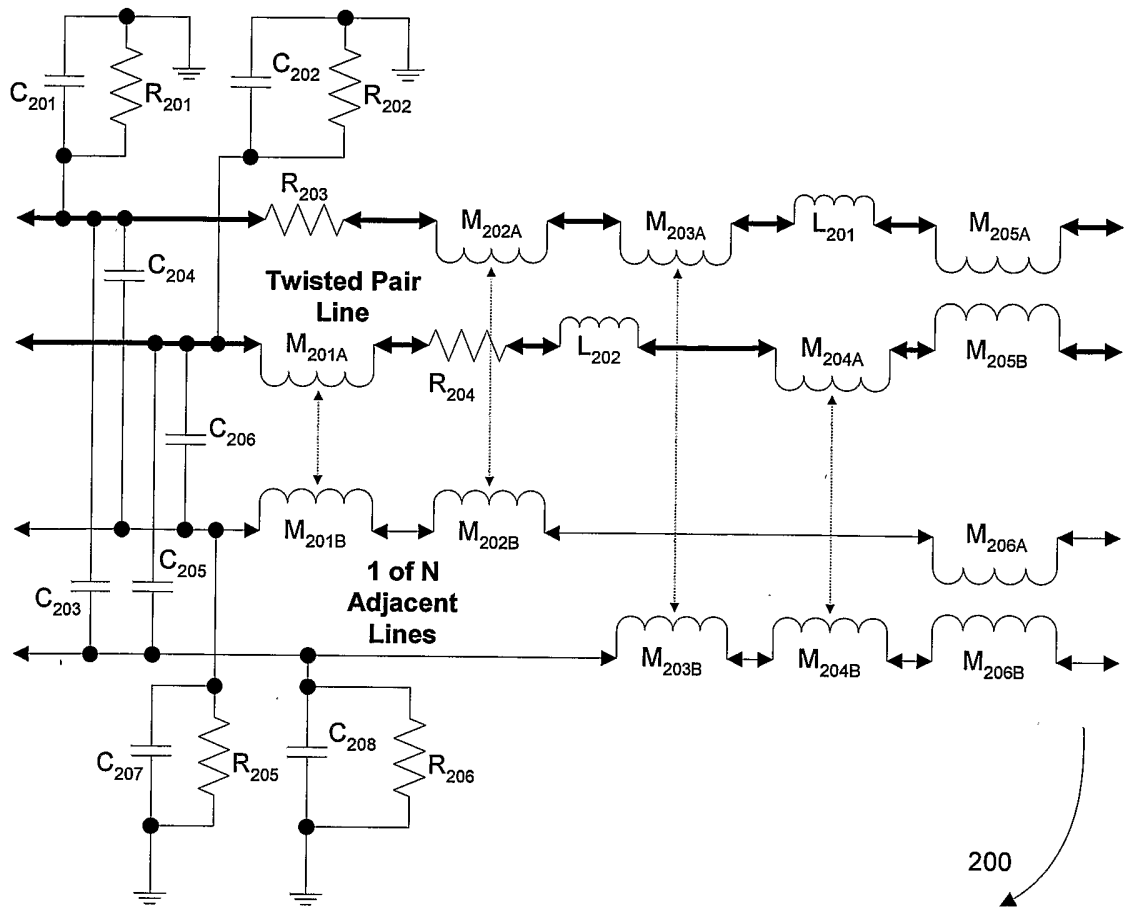 C201
R201
C202
R202
R203
M202A
M203A
L201
M205A
C204
Twisted Pair
Line
M201A
R204
L202
M204A
M205B
C206
M201B
M202B
M206A
C205
C203
1 of N
Adjacent
Lines
M203B
M204B
M206B
C207
R205
C208
R206
200